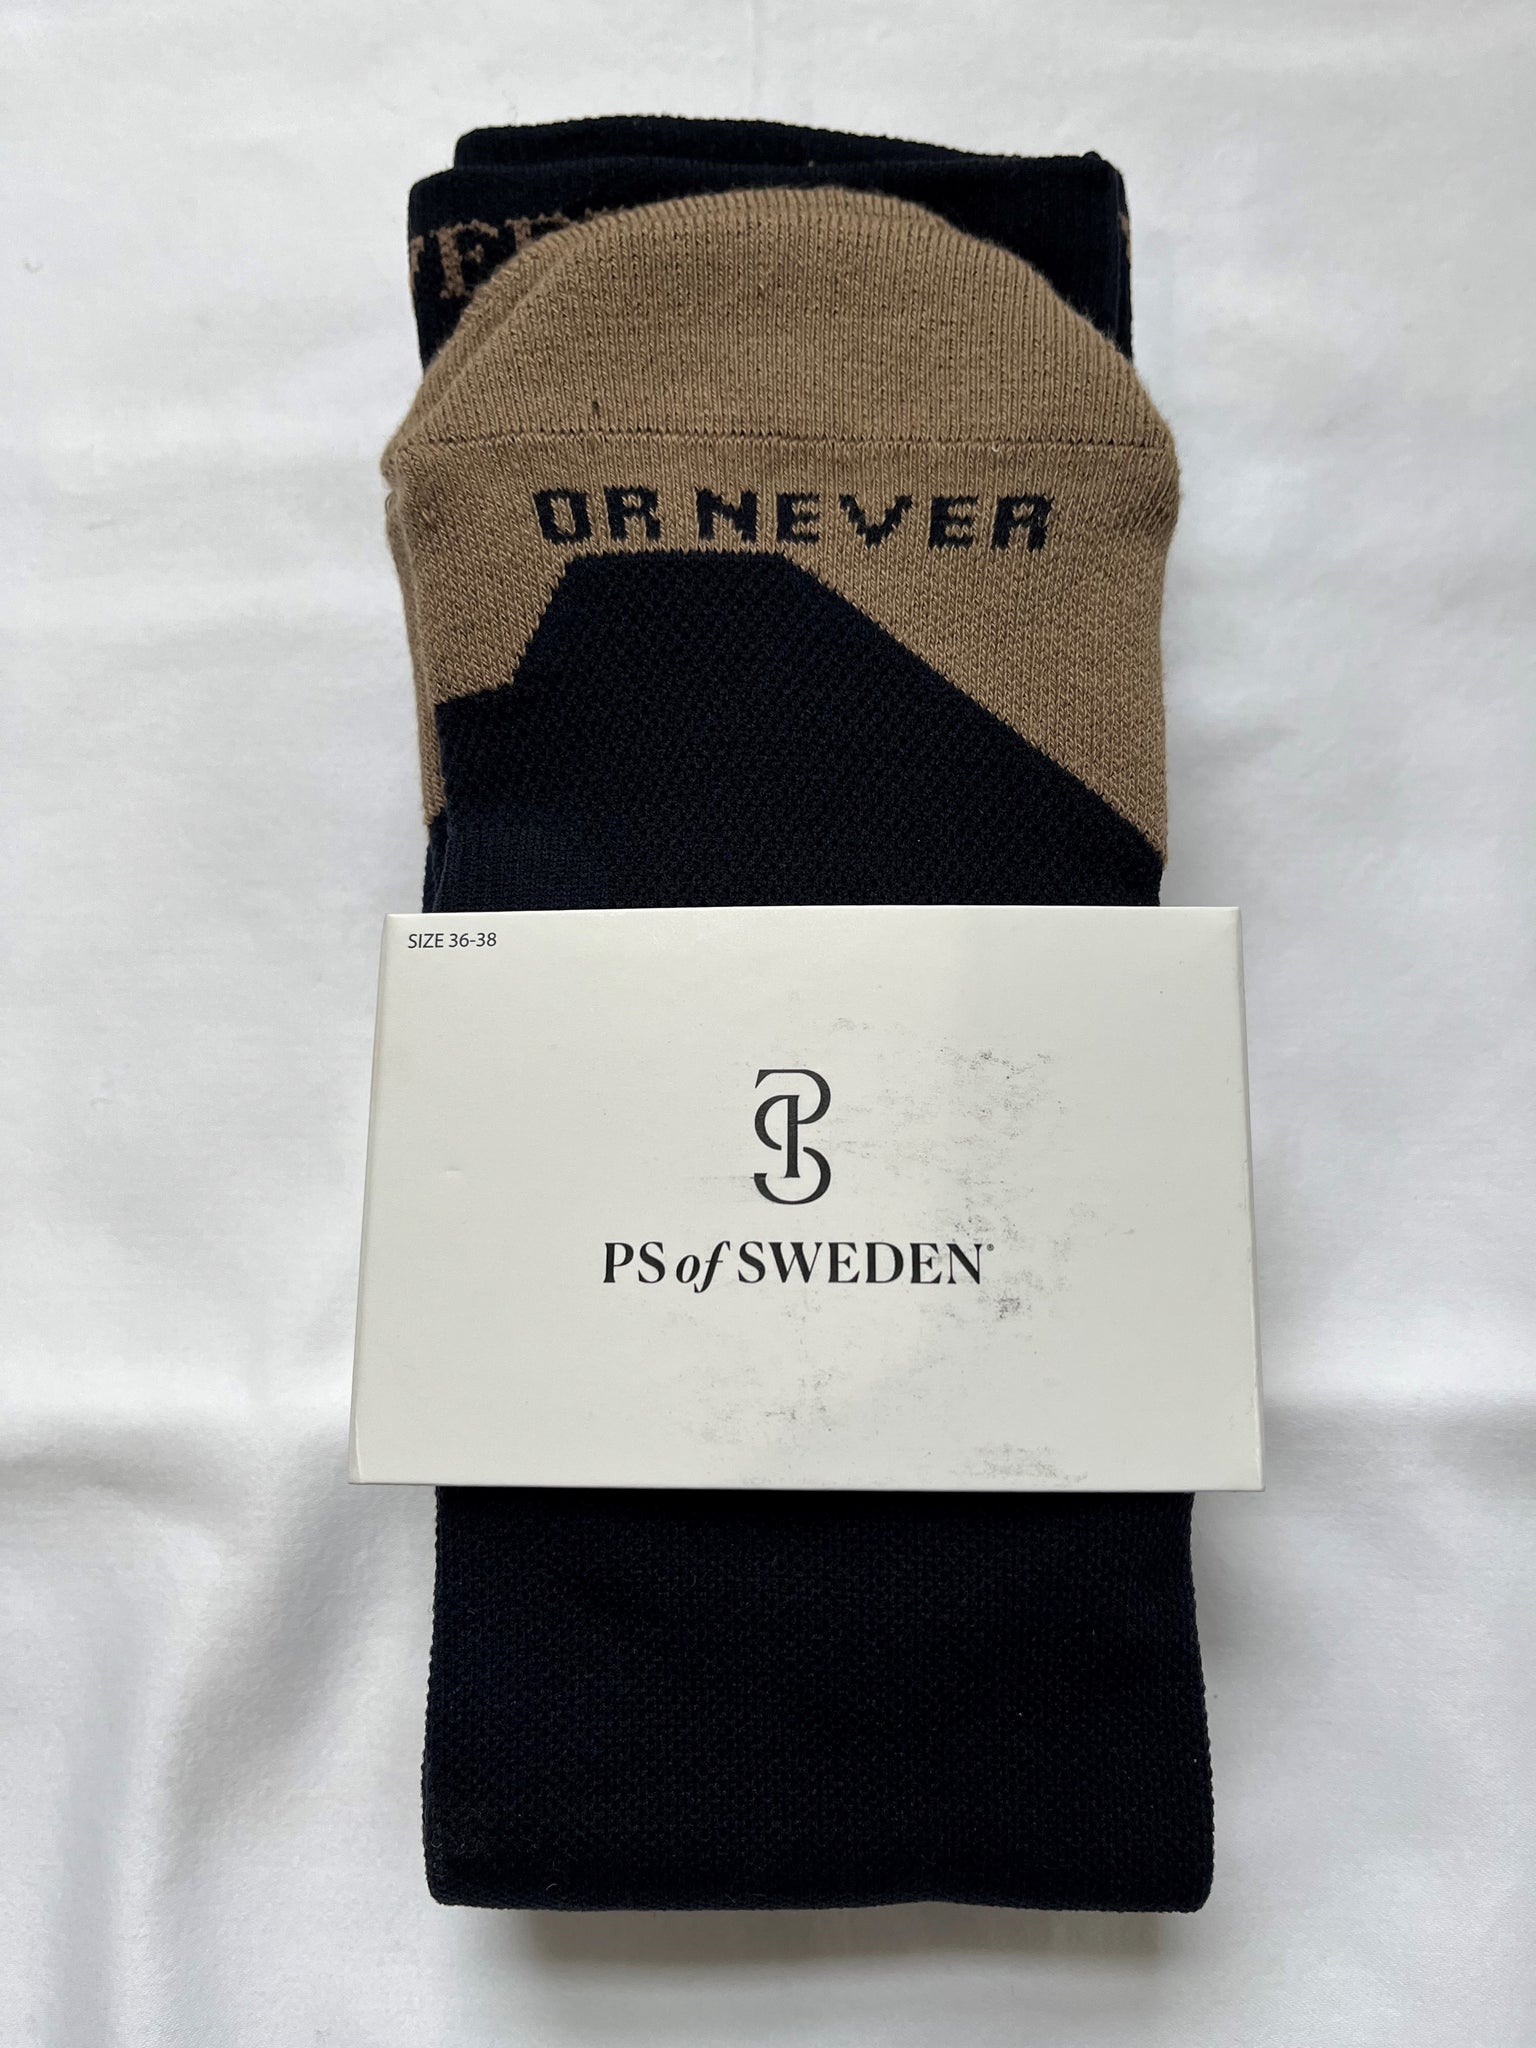 OR NEVER
SIZE 36-38
PS of SWEDEN®